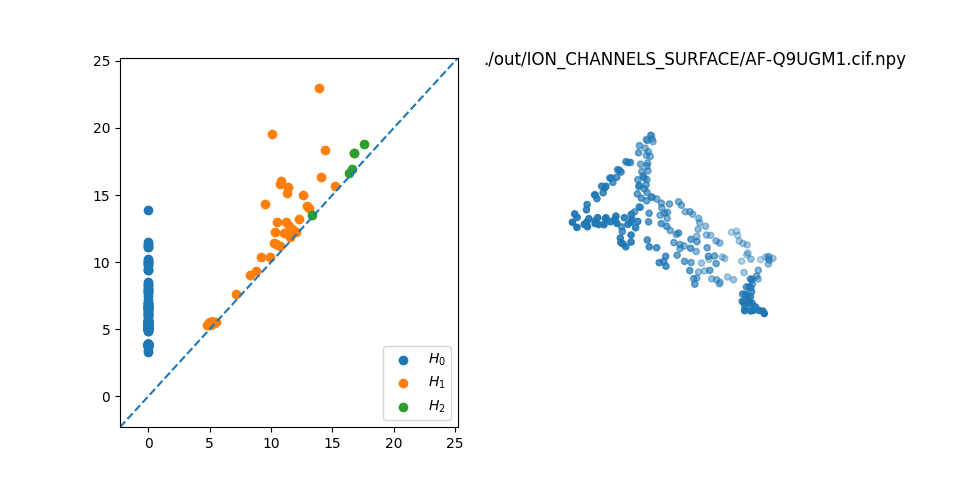 ./out/ION_CHANNELS_SURFACE/AF-Q9UGM1.cif.npy
25
20
15
10
5
0
0 5 10 15 20 25
H₀
H₁
H₂